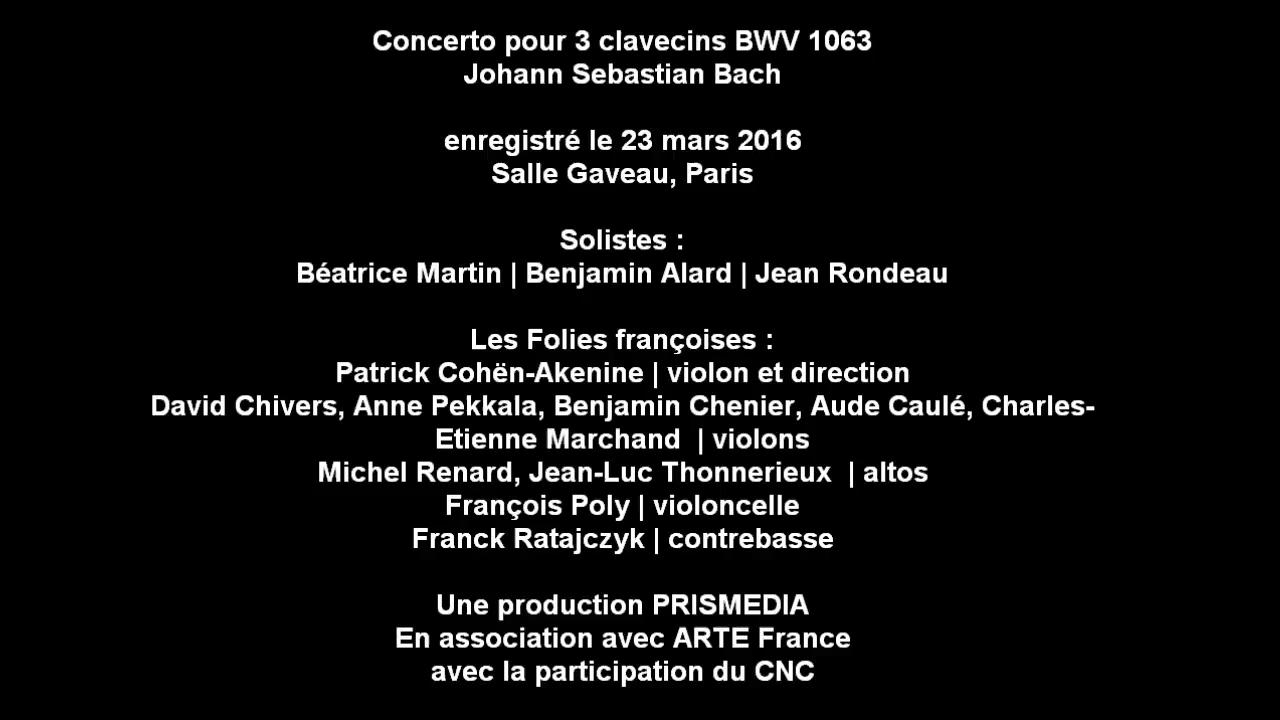 Concerto pour 3 clavecins BWV 1063
Johann Sebastian Bach
enregistré le 23 mars 2016
Salle Gaveau, Paris
Solistes :
Béatrice Martin | Benjamin Alard | Jean Rondeau
Les Folies françoises :
Patrick Cohën-Akenine | violon et direction
David Chivers, Anne Pekkala, Benjamin Chenier, Aude Caulé, Charles-
Etienne Marchand  | violons
Michel Renard, Jean-Luc Thonnerieux  | altos
François Poly | violoncelle
Franck Ratajczyk | contrebasse
Une production PRISMEDIA
En association avec ARTE France
avec la participation du CNC